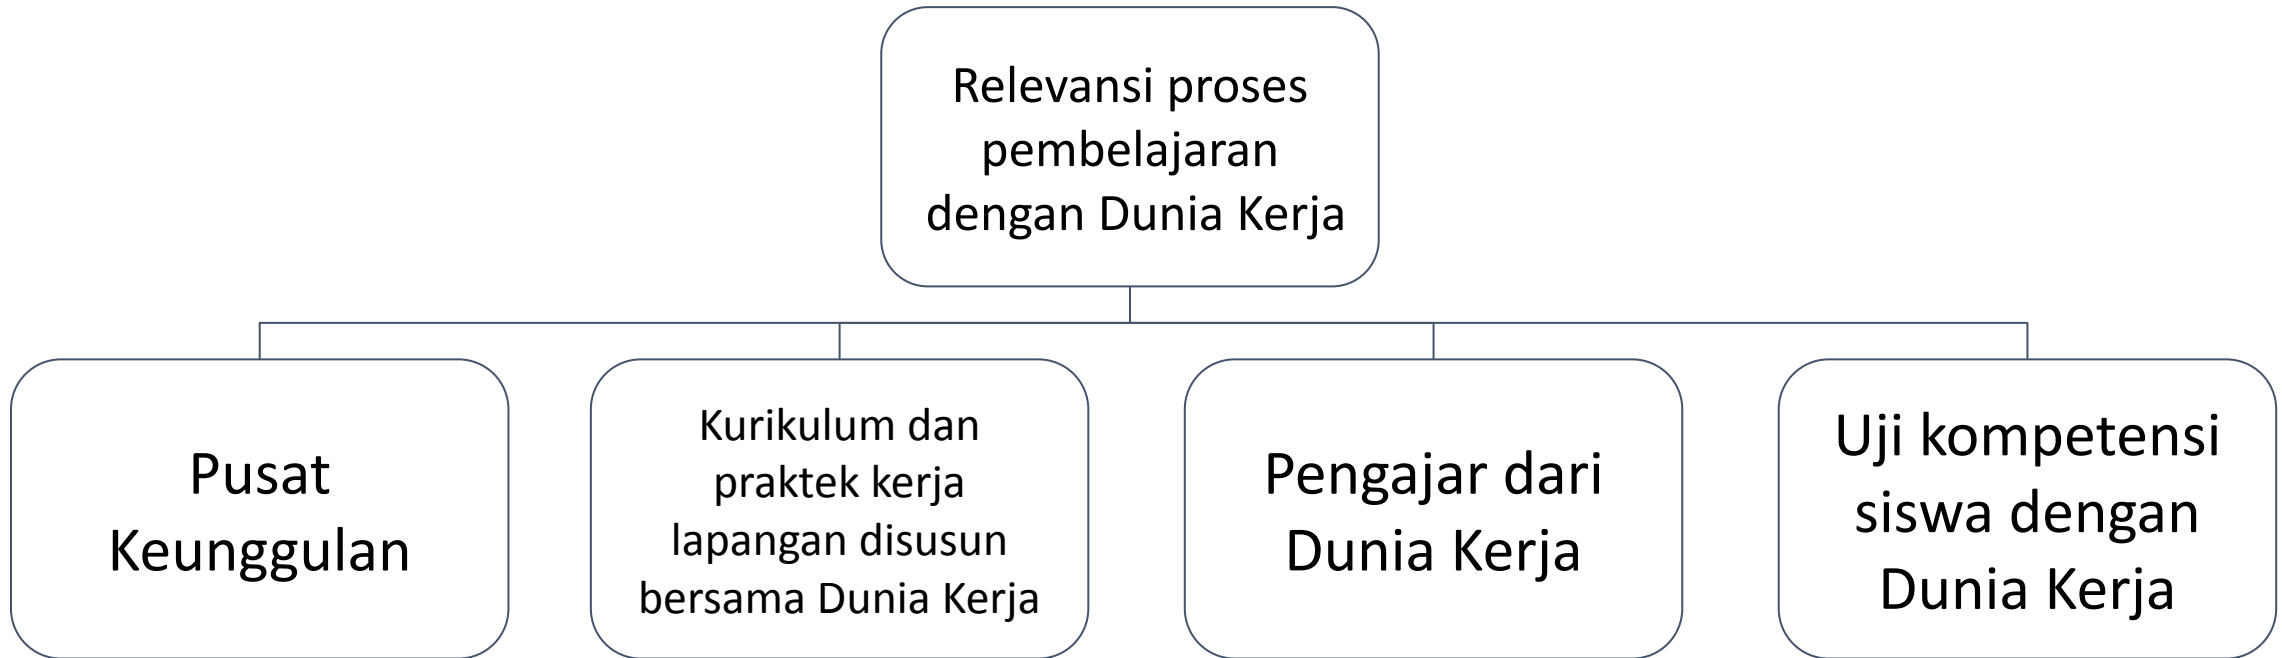 Relevansi proses
pembelajaran
dengan Dunia Kerja
Pusat
Keunggulan
Kurikulum dan
praktek kerja
lapangan disusun
bersama Dunia Kerja
Pengajar dari
Dunia Kerja
Uji kompetensi
siswa dengan
Dunia Kerja